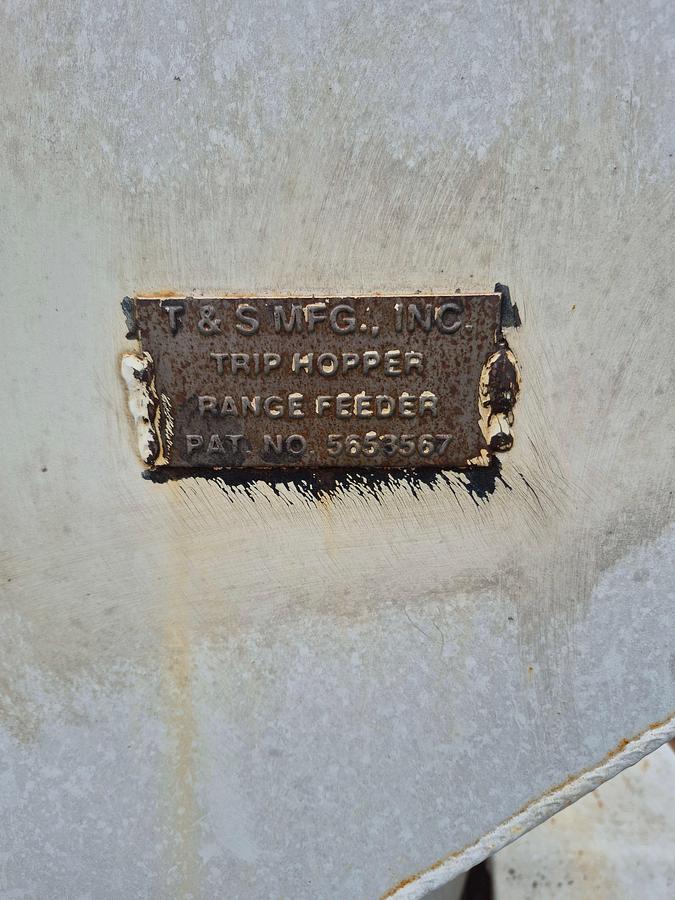 T & S MFG., INC.
TRIP HOPPER
RANGE FEEDER
PAT. NO. 5653567